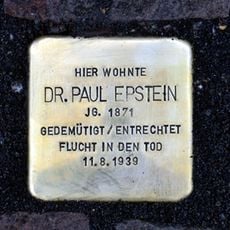 HIER WOHNTE
DR. PAUL EPSTEIN
JG. 1871
GEDEMÜTIGT / ENTRECHTET
FLUCHT IN DEN TOD
11.8.1939